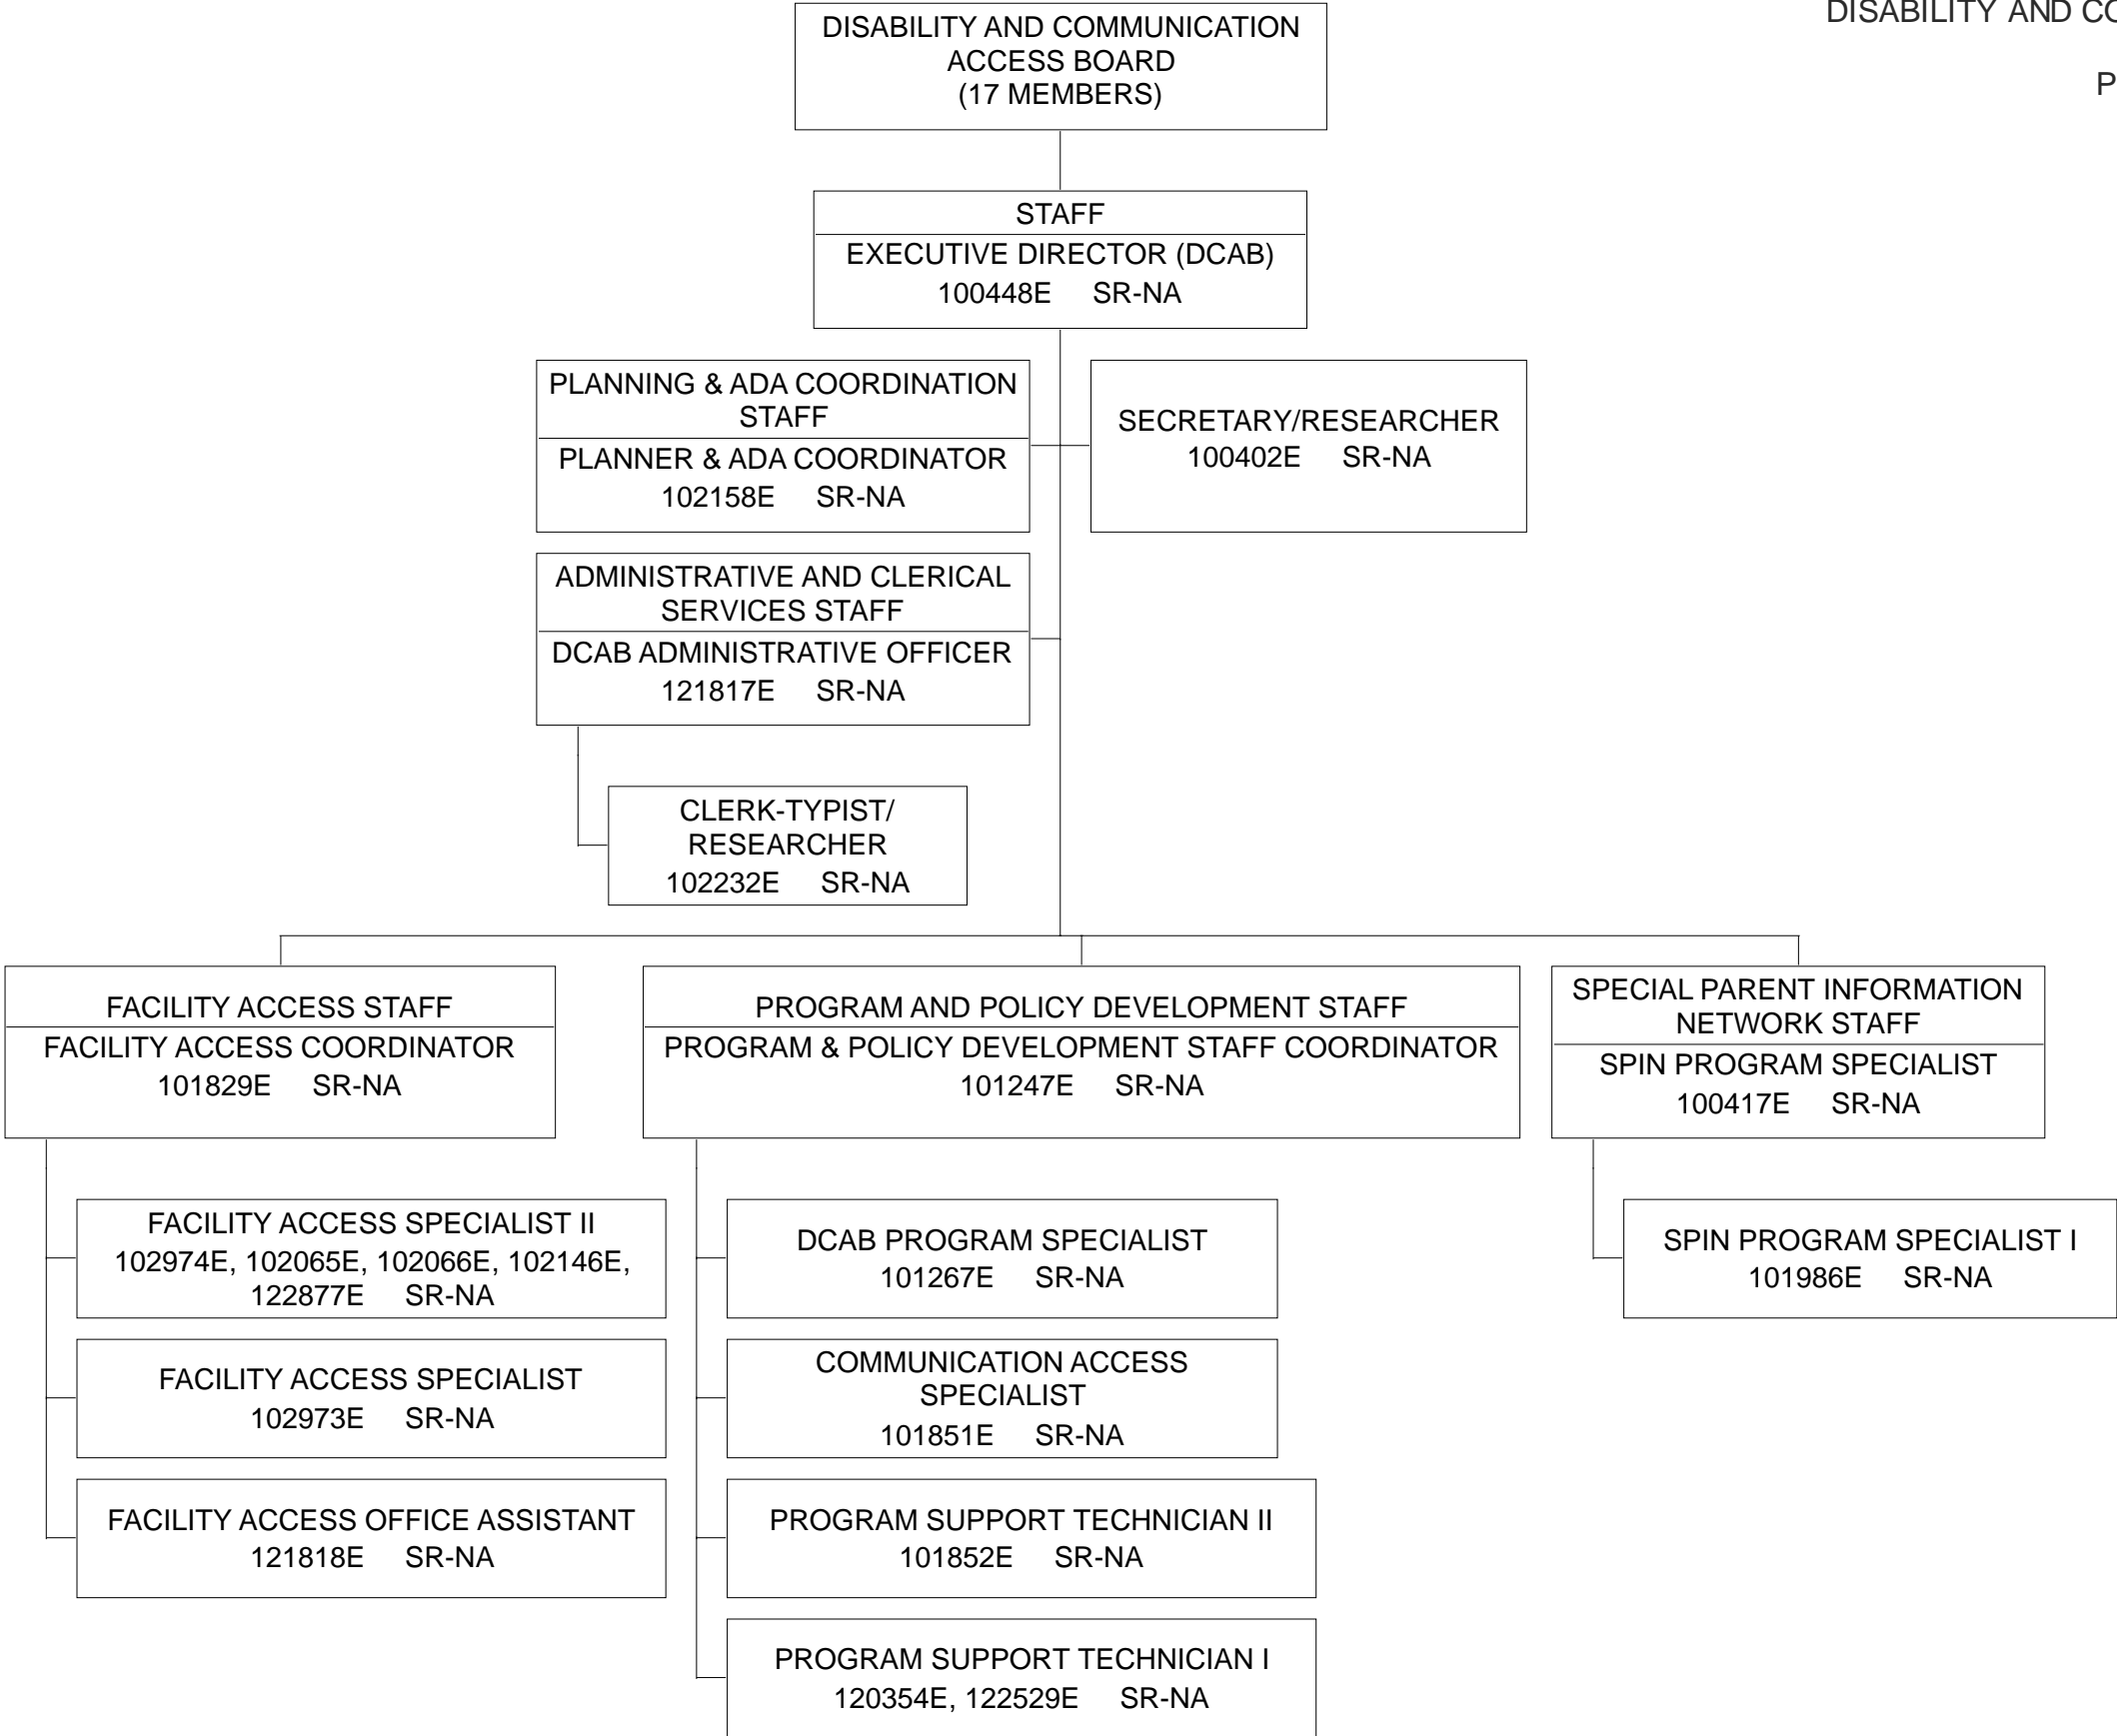 DISABILITY AND COMMUNICATION
ACCESS BOARD
(17 MEMBERS)
DISABILITY AND
P
STAFF
EXECUTIVE DIRECTOR (DCAB)
100448E SR-NA
PLANNING & ADA COORDINATION
STAFF
PLANNER & ADA COORDINATOR
102158E SR-NA
SECRETARY/RESEARCHER
100402E SR-NA
ADMINISTRATIVE AND CLERICAL
SERVICES STAFF
DCAB ADMINISTRATIVE OFFICER
121817E SR-NA
CLERK-TYPIST/
RESEARCHER
102232E SR-NA
FACILITY ACCESS STAFF
FACILITY ACCESS COORDINATOR
101829E SR-NA
PROGRAM AND POLICY DEVELOPMENT STAFF
PROGRAM & POLICY DEVELOPMENT STAFF COORDINATOR
101247E SR-NA
SPECIAL PARENT INFORMATION
NETWORK STAFF
SPIN PROGRAM SPECIALIST
100417E SR-NA
FACILITY ACCESS SPECIALIST II
102974E, 102065E, 102066E, 102146E,
122877E SR-NA
FACILITY ACCESS SPECIALIST
102973E SR-NA
FACILITY ACCESS OFFICE ASSISTANT
121818E SR-NA
DCAB PROGRAM SPECIALIST
101267E SR-NA
COMMUNICATION ACCESS
SPECIALIST
101851E SR-NA
PROGRAM SUPPORT TECHNICIAN II
101852E SR-NA
PROGRAM SUPPORT TECHNICIAN I
120354E, 122529E SR-NA
SPIN PROGRAM SPECIALIST I
101986E SR-NA